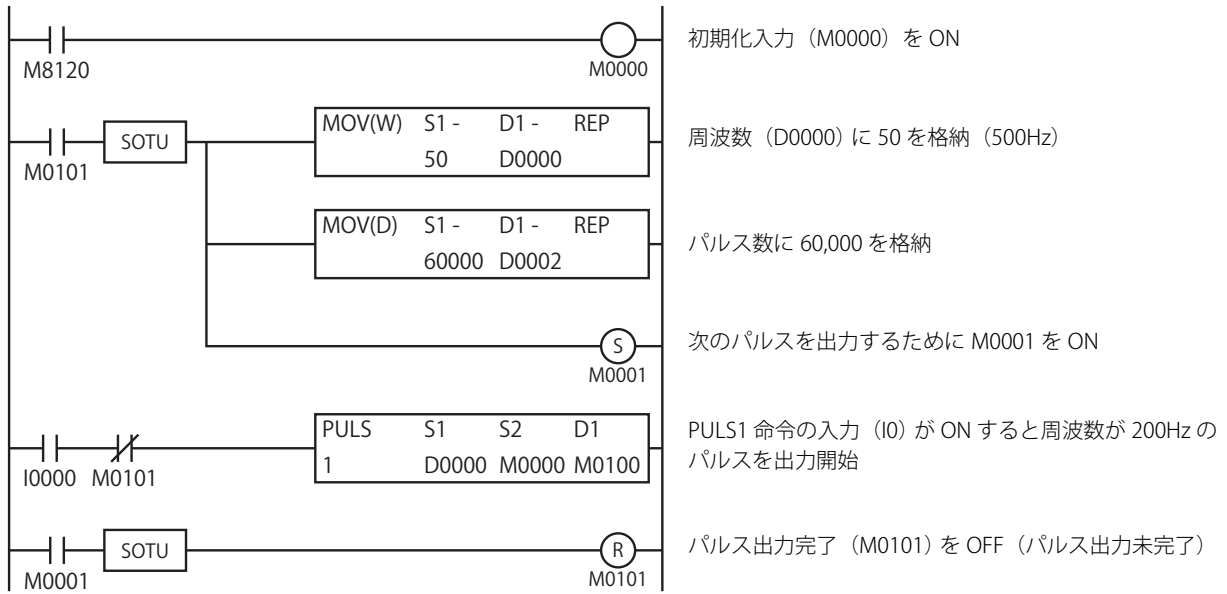 初期化入力（M0000）を ON
M8120
M0000
MOV(W) S1 - D1 - REP
50 D0000
SOTU
M0101
周波数（D0000）に 50 を格納（500Hz）
MOV(D) S1 - D1 - REP
60000 D0002
パルス数に 60,000 を格納
S
M0001
次のパルスを出力するために M0001 を ON
PULS S1 S2 D1
1 D0000 M0000 M0100
I0000 M0101
PULS1 命令の入力（I0）が ON すると周波数が 200Hz の
パルスを出力開始
SOTU
M0001
R
M0101
パルス出力完了（M0101）を OFF（パルス出力未完了）